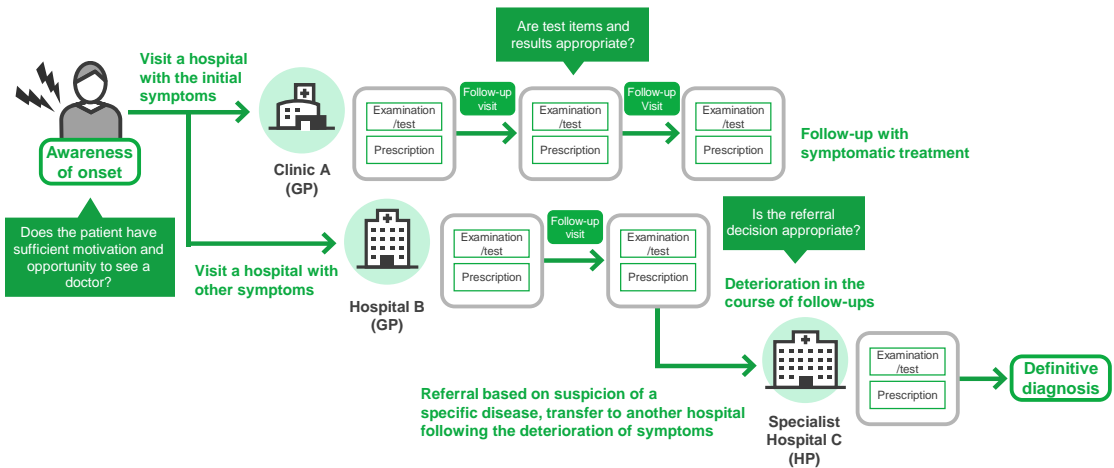 Are test items and
results appropriate?
Visit a hospital
with the initial
symptoms
Awareness
of onset
Does the patient have
sufficient motivation and
opportunity to see a
doctor?
Clinic A
(GP)
Examination
/test
Prescription
Follow-up
visit
Examination
/test
Prescription
Follow-up
Visit
Examination
/test
Prescription
Follow-up with
symptomatic treatment
Visit a hospital with
other symptoms
Hospital B
(GP)
Examination
/test
Prescription
Follow-up
visit
Examination
/test
Prescription
Is the referral
decision appropriate?
Deterioration in the
course of follow-ups
Referral based on suspicion of a
specific disease, transfer to another hospital
following the deterioration of symptoms
Specialist
Hospital C
(HP)
Examination
/test
Prescription
Definitive
diagnosis